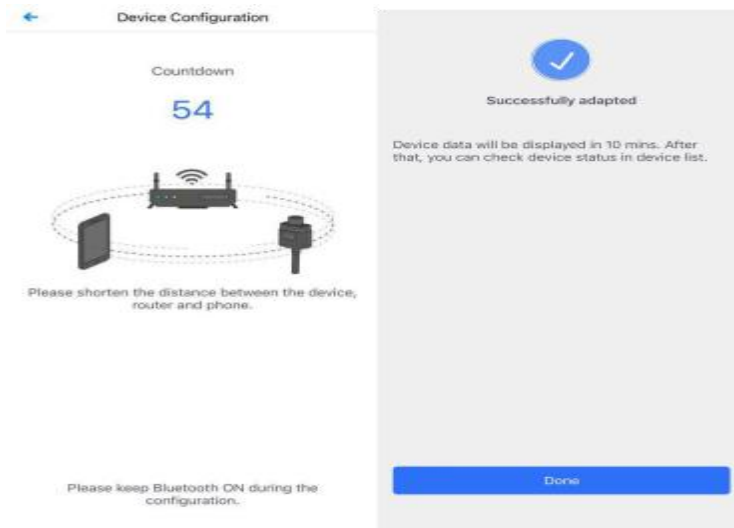 Device Configuration
Countdown
54
Please shorten the distance between the device,
router and phone.
Please keep Bluetooth ON during the
configuration.
Successfully adapted
Device data will be displayed in 10 mins. After
that, you can check device status in device list.
Done